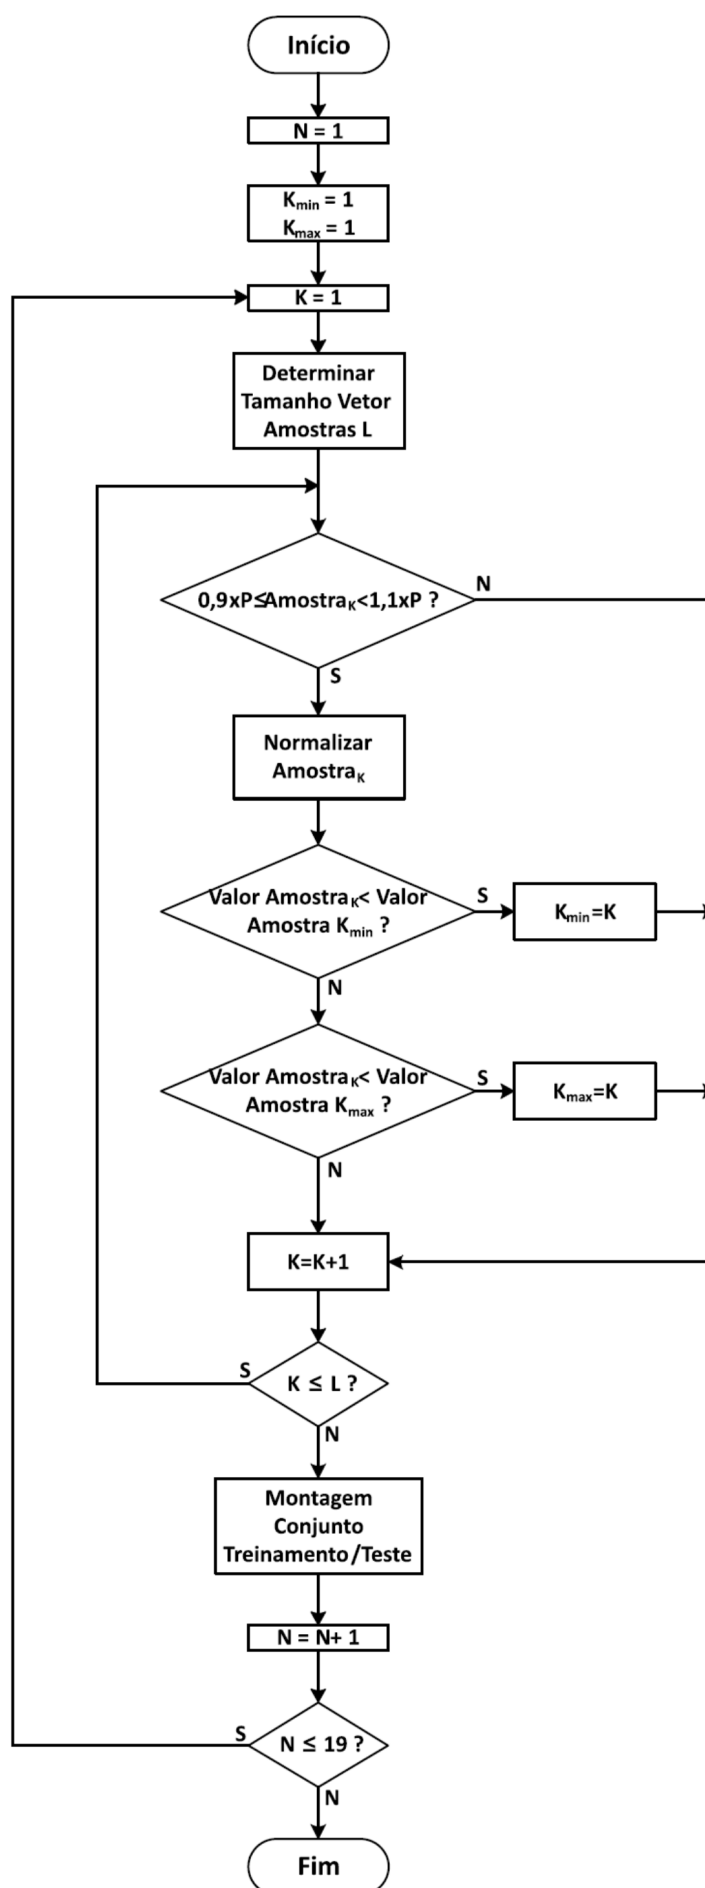 Início
N = 1
Kmin = 1
Kmax = 1
K = 1
Determinar
Tamanho Vetor
Amostras L
0,9xP≤AmostraK<1,1xP ?
N
S
Normalizar
AmostraK
Valor AmostraK< Valor
Amostra Kmin ?
S
Kmin=K
N
Valor AmostraK< Valor
Amostra Kmax ?
S
Kmax=K
N
K=K+1
K ≤ L ?
S
N
Montagem
Conjunto
Treinamento/Teste
N = N+ 1
N ≤ 19 ?
S
N
Fim